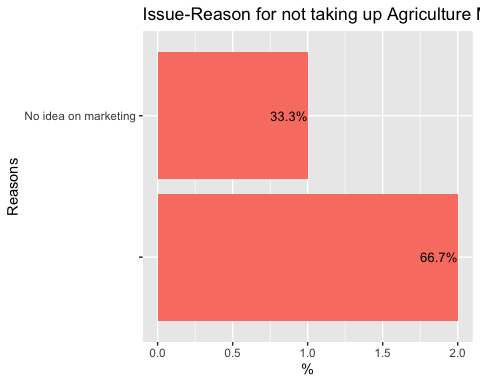 Issue-Reason for not taking up Agriculture M
No idea on marketing
33.3%
66.7%
Reasons
0.0 0.5 1.0 1.5 2.0
%